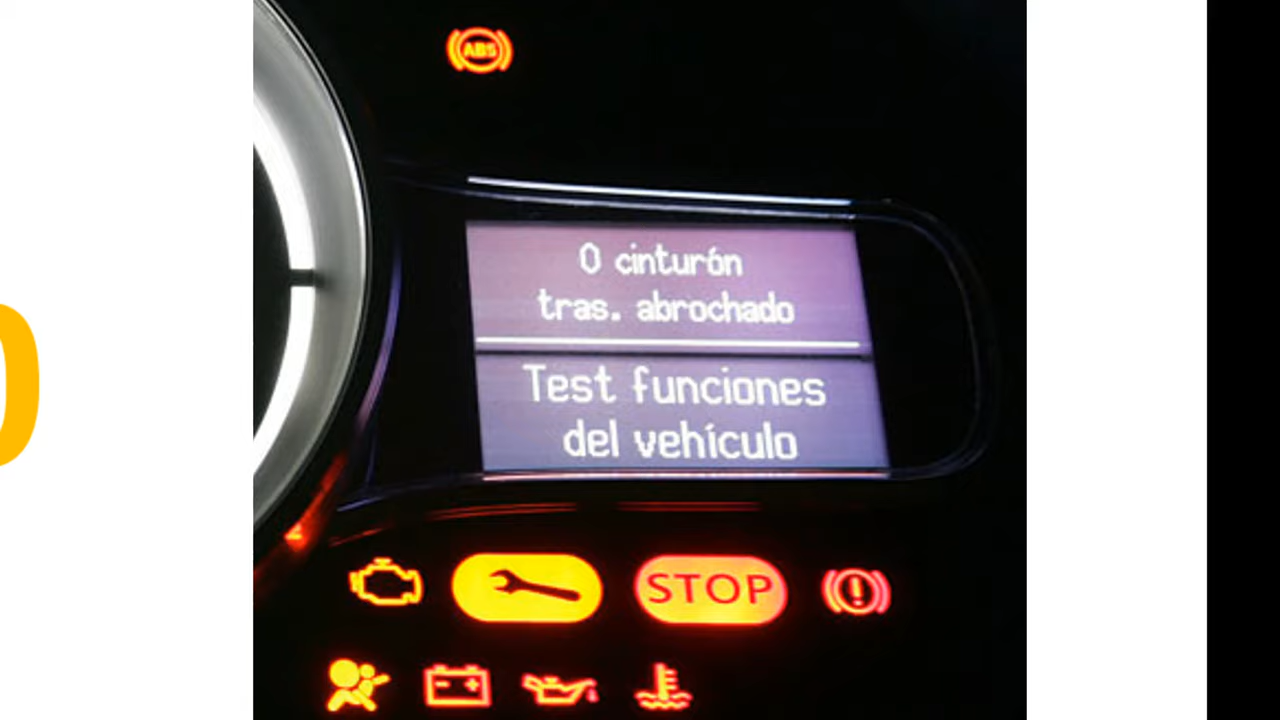 ABS
0 cinturón
tras. abrochado
Test funciones
del vehículo
STOP